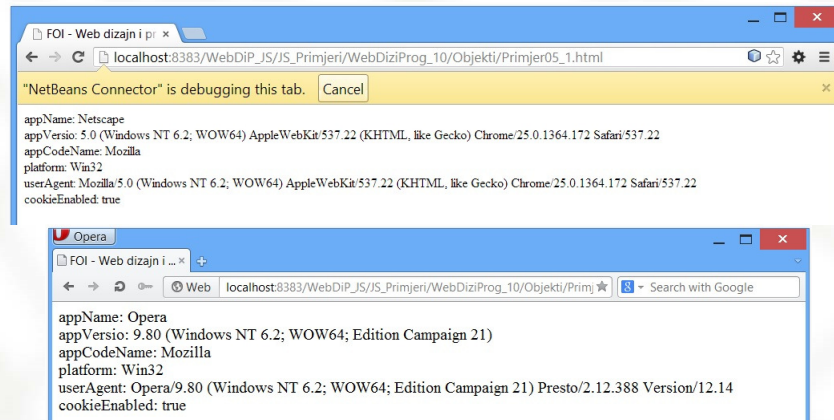 FOI - Web dizajn i pr
localhost:8383/WebDiP_JS/JS_Primjeri/WebDiziProg_10/Objekti/Primjer05_1.html
"NetBeans Connector" is debugging this tab. Cancel
appName: Netscape
appVersio: 5.0 (Windows NT 6.2; WOW64) AppleWebKit/537.22 (KHTML, like Gecko) Chrome/25.0.1364.172 Safari/537.22
appCodeName: Mozilla
platform: Win32
userAgent: Mozilla/5.0 (Windows NT 6.2; WOW64) AppleWebKit/537.22 (KHTML, like Gecko) Chrome/25.0.1364.172 Safari/537.22
cookieEnabled: true
Opera
FOI - Web dizajn i ...
Web localhost:8383/WebDiP_JS/JS_Primjeri/WebDiziProg_10/Objekti/Primj 8 Search with Google
appName: Opera
appVersio: 9.80 (Windows NT 6.2; WOW64; Edition Campaign 21)
appCodeName: Mozilla
platform: Win32
userAgent: Opera/9.80 (Windows NT 6.2; WOW64; Edition Campaign 21) Presto/2.12.388 Version/12.14
cookieEnabled: true